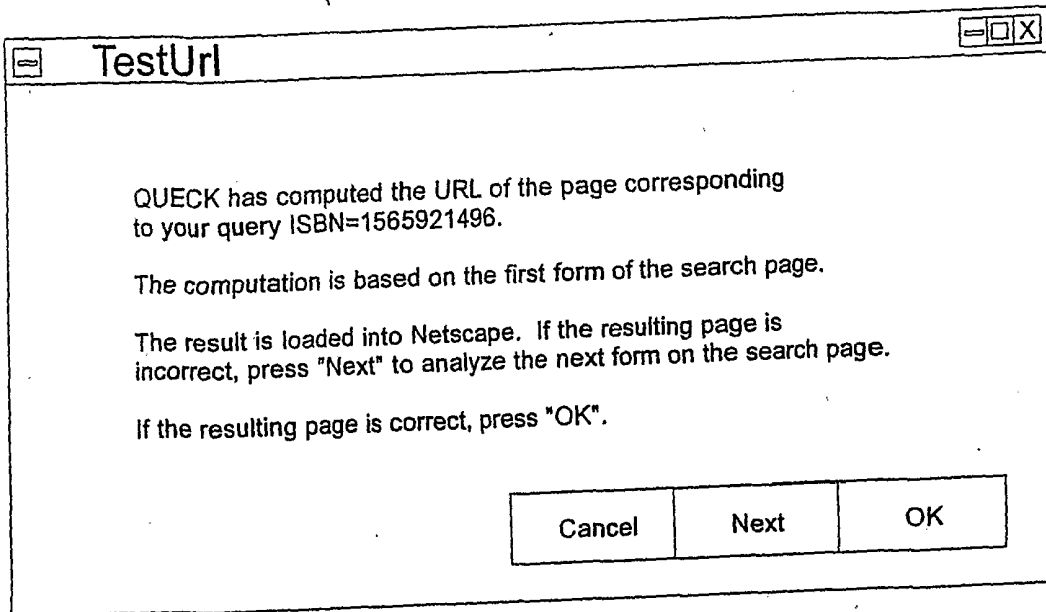 TestUrl
X
QUECK has computed the URL of the page corresponding
to your query ISBN=1565921496.
The computation is based on the first form of the search page.
The result is loaded into Netscape. If the resulting page is
incorrect, press "Next" to analyze the next form on the search page.
If the resulting page is correct, press "OK".
Cancel Next OK